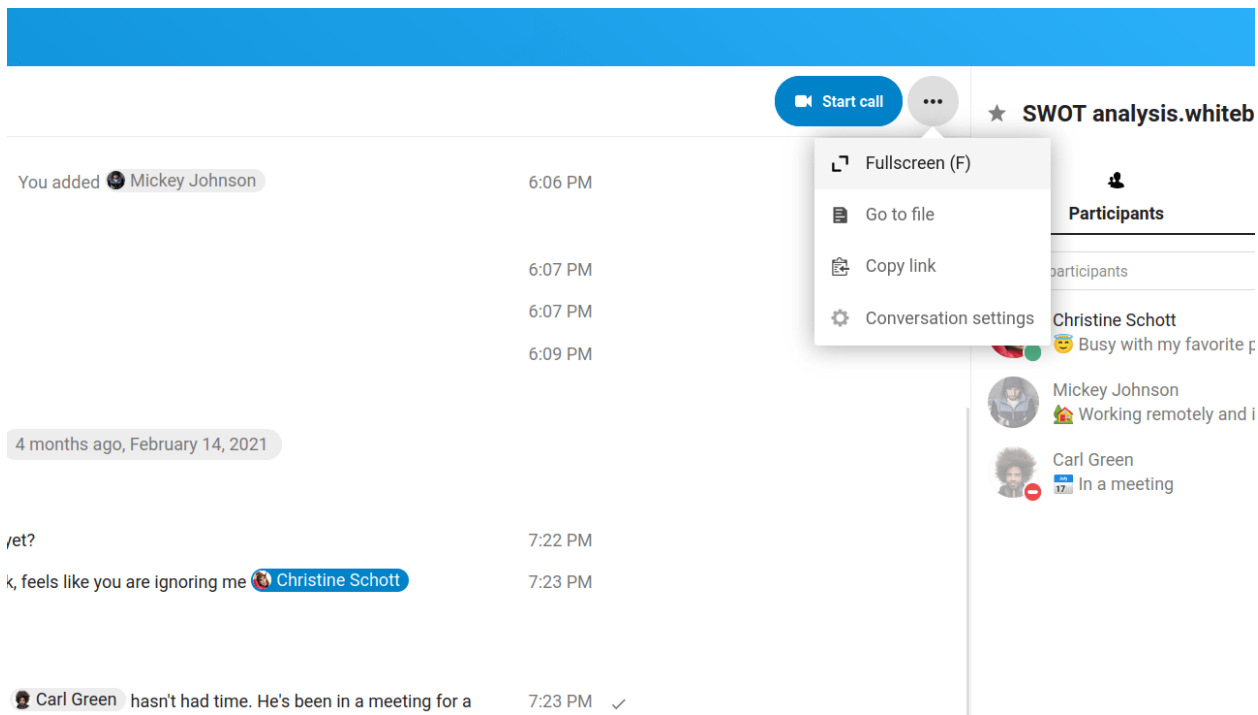 Start call
SWOT analysis.whiteb
You added Mickey Johnson 6:06 PM
Fullscreen (F)
Go to file
Copy link
Conversation settings
Participants
participants
6:07 PM
6:07 PM
6:09 PM
Christine Schott
Busy with my favorite p
Mickey Johnson
Working remotely and i
Carl Green
17 In a meeting
4 months ago, February 14, 2021
yet? 7:22 PM
k, feels like you are ignoring me Christine Schott 7:23 PM
Carl Green hasn't had time. He's been in a meeting for a 7:23 PM